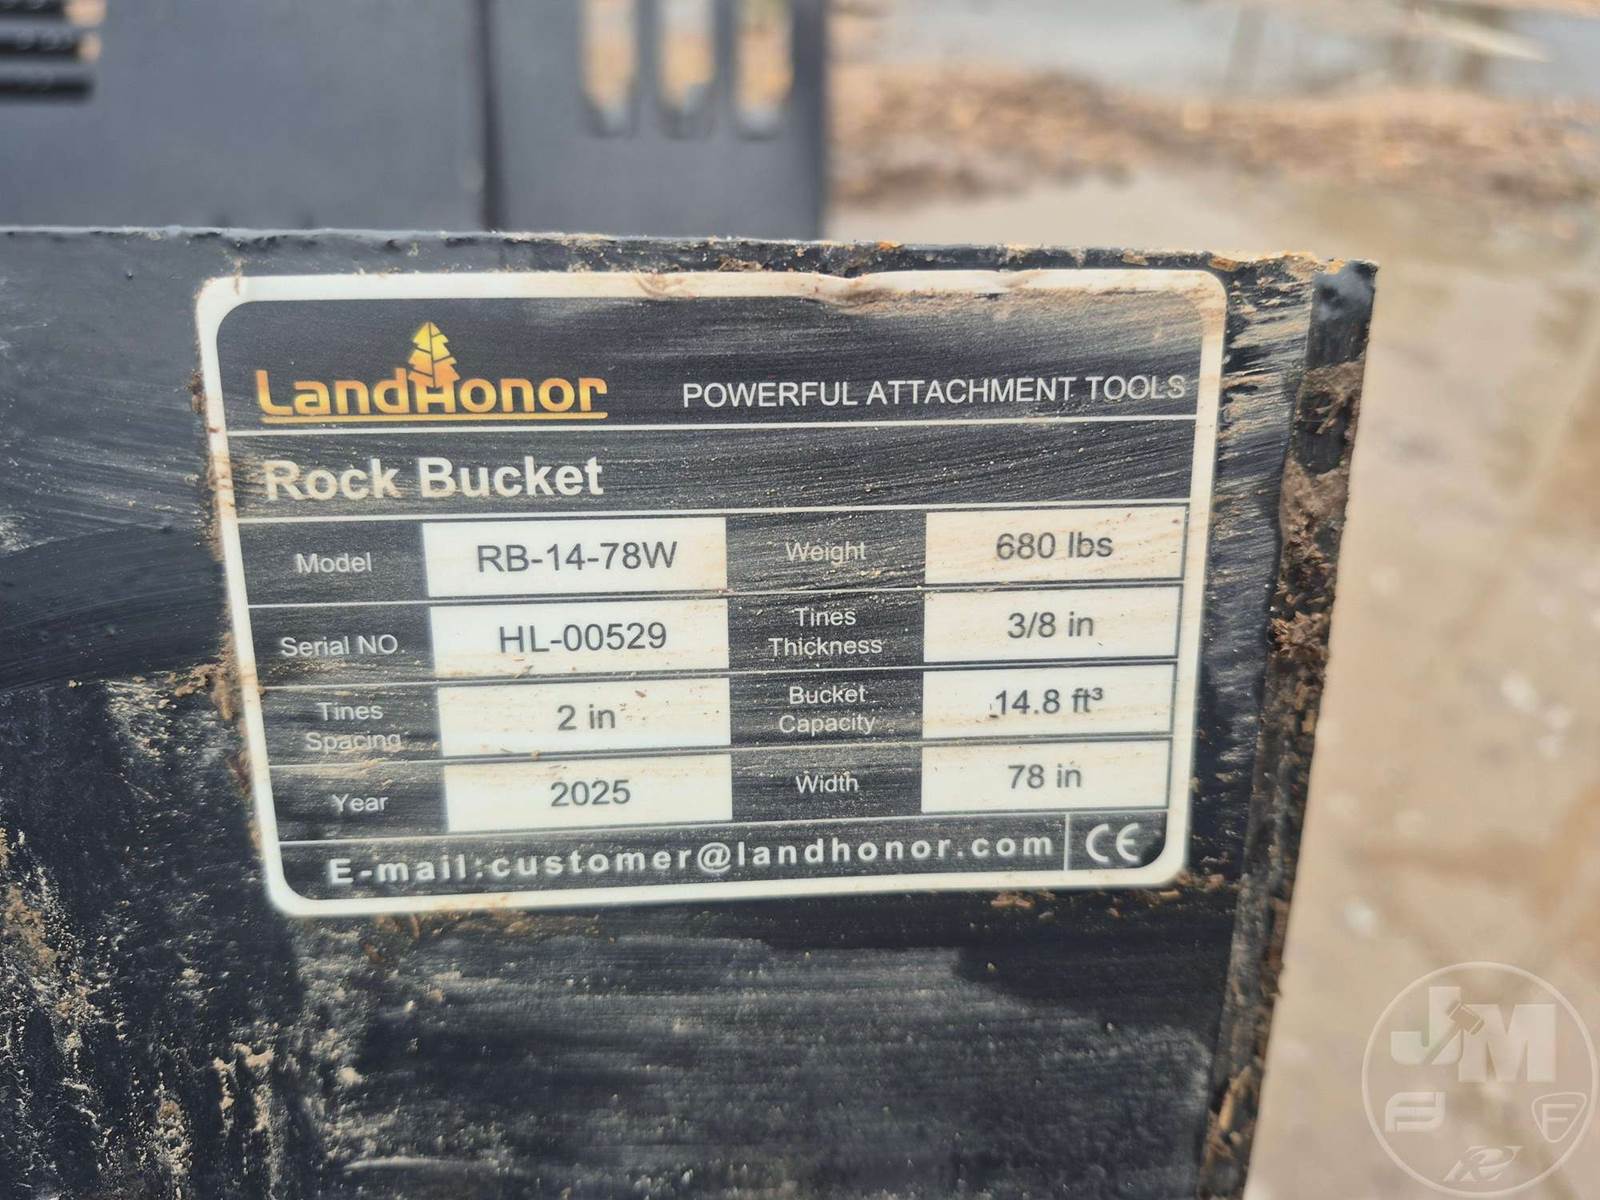 LandHonor
POWERFUL ATTACHMENT TOOLS
Rock Bucket
Model RB-14-78W Weight 680 lbs
Serial NO. HL-00529 Tines Thickness 3/8 in
Tines Spacing 2 in Bucket Capacity 14.8 ft³
Year 2025 Width 78 in
E-mail:customer@landhonor.com CE
JM